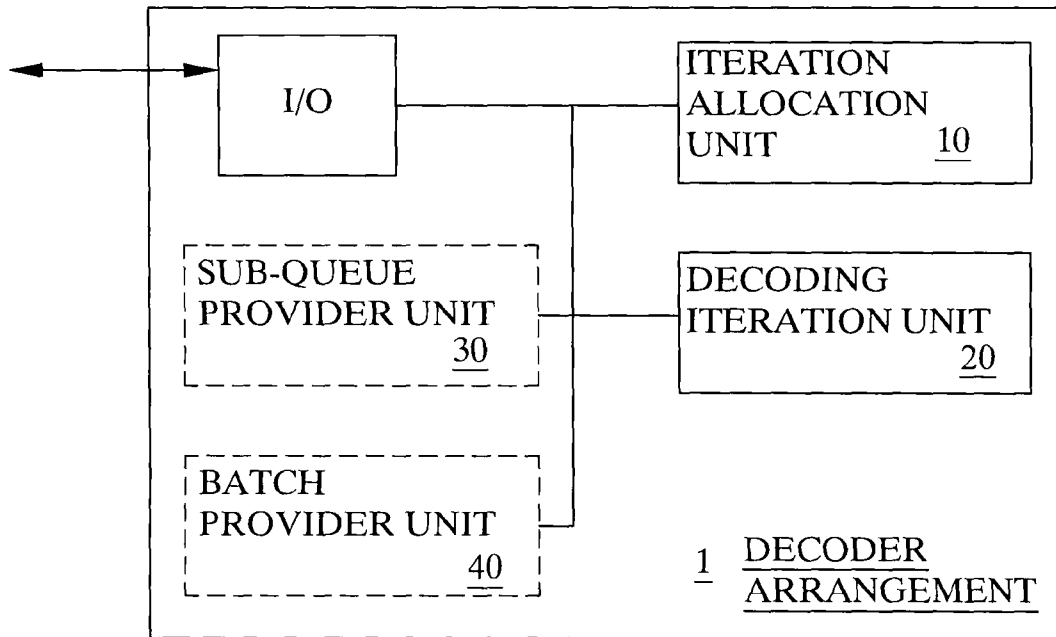 I/O
ITERATION
ALLOCATION
UNIT 10
SUB-QUEUE
PROVIDER UNIT
30
DECODING
ITERATION UNIT
20
BATCH
PROVIDER UNIT
40
1 DECODER
ARRANGEMENT